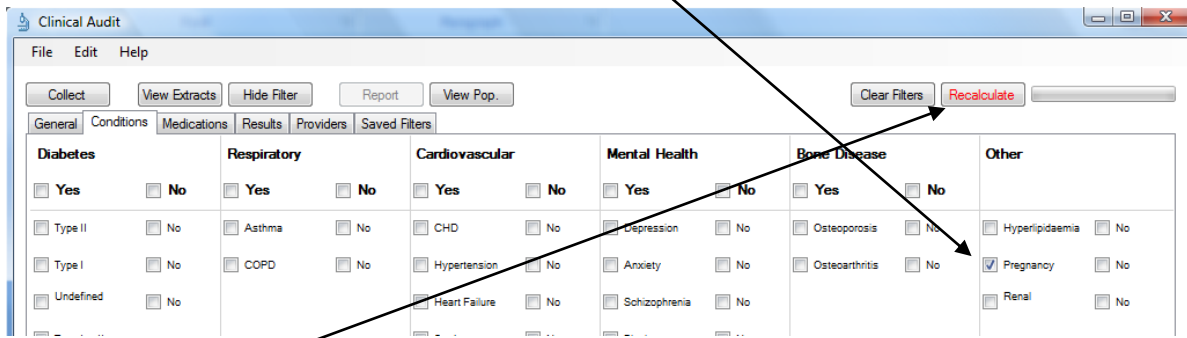 Clinical Audit
File Edit Help
Collect View Extracts Hide Filter Report View Pop. Clear Filters Recalculate
General Conditions Medications Results Providers Saved Filters
Diabetes Respiratory Cardiovascular Mental Health Bone Disease Other
Yes No Yes No Yes No Yes No Yes No
Type II No Asthma No CHD No Depression No Osteoporosis No Hyperlipidaemia No
Type I No COPD No Hypertension No Anxiety No Osteoarthritis No Pregnancy No
Undefined No Heart Failure No Schizophrenia No Renal No